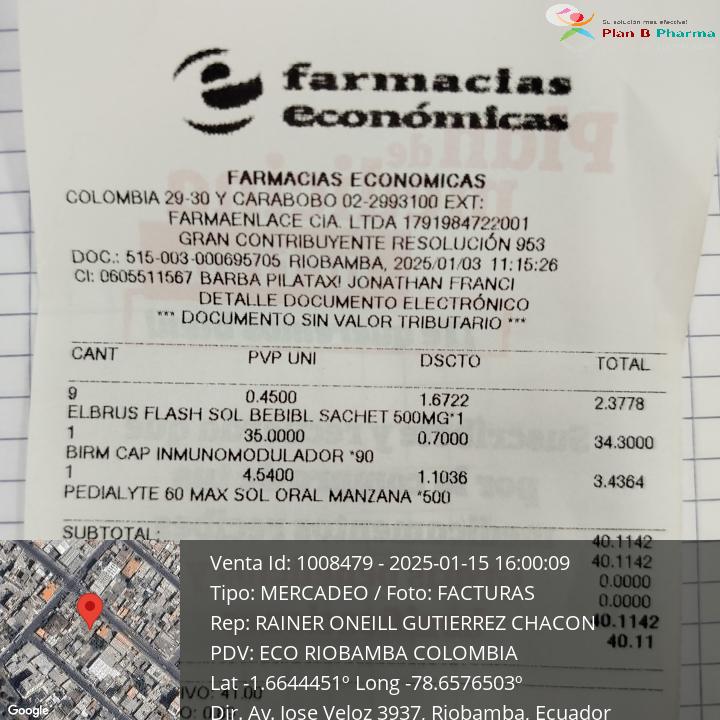 Su solución mas efectiva!
Plan B Pharma
farmacias
económicas
FARMACIAS ECONOMICAS
COLOMBIA 29-30 Y CARABOBO 02-2993100 EXT:
FARMAENLACE CIA. LTDA 1791984722001
GRAN CONTRIBUYENTE RESOLUCIÓN 953
DOC.: 515-003-000695705 RIOBAMBA, 2025/01/03 11:15:26
CI: 0605511567 BARBA PILATAXI JONATHAN FRANCI
DETALLE DOCUMENTO ELECTRÓNICO
*** DOCUMENTO SIN VALOR TRIBUTARIO ***
CANT PVP UNI DSCTO TOTAL
9 0.4500 1.6722 2.3778
ELBRUS FLASH SOL BEBIBL SACHET 500MG*1
1 35.0000 0.7000 34.3000
BIRM CAP INMUNOMODULADOR *90
1 4.5400 1.1036 3.4364
PEDIALYTE 60 MAX SOL ORAL MANZANA *500
SUBTOTAL: 40.1142
40.1142
0.0000
0.0000
40.1142
40.11
Venta Id: 1008479 - 2025-01-15 16:00:09
Tipo: MERCADEO / Foto: FACTURAS
Rep: RAINER ONEILL GUTIERREZ CHACON
PDV: ECO RIOBAMBA COLOMBIA
Lat -1.6644451º Long -78.6576503º
Dir. Av. Jose Veloz 3937, Riobamba, Ecuador
Google